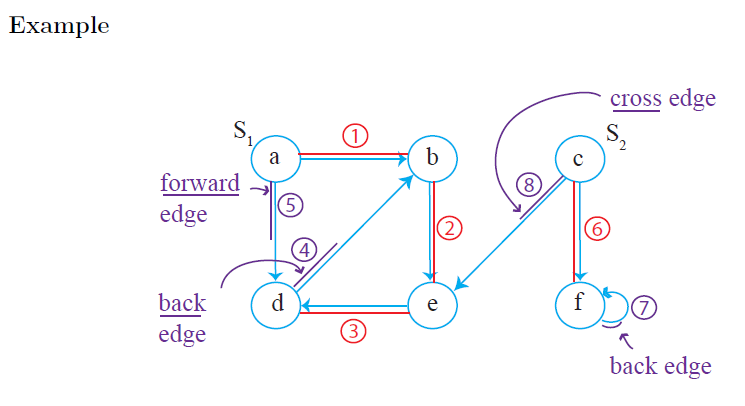 Example
cross edge
S1
1
S2
a
b
c
forward
edge
5
8
2
6
4
back
edge
d
e
f
7
3
back edge